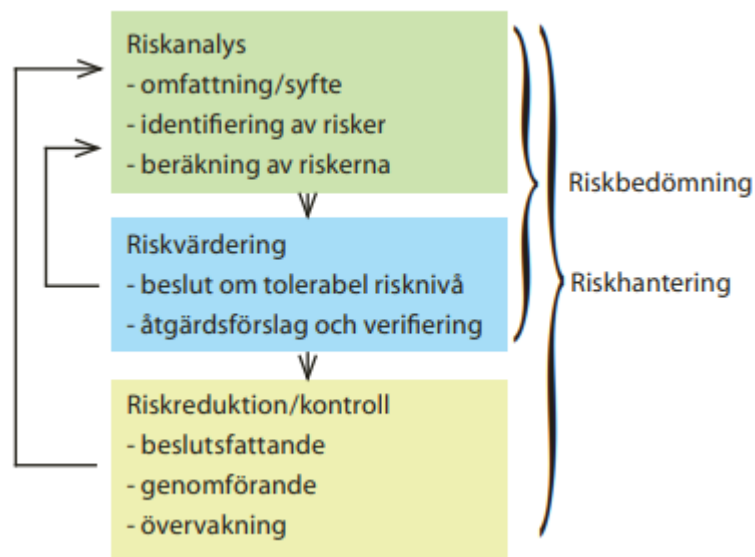 Riskanalys
- omfattning/syfte
- identifiering av risker
- beräkning av riskerna
Riskvärdering
- beslut om tolerabel risknivå
- åtgärdsförslag och verifiering
Riskreduktion/kontroll
- beslutsfattande
- genomförande
- övervakning
Riskbedömning
Riskhantering